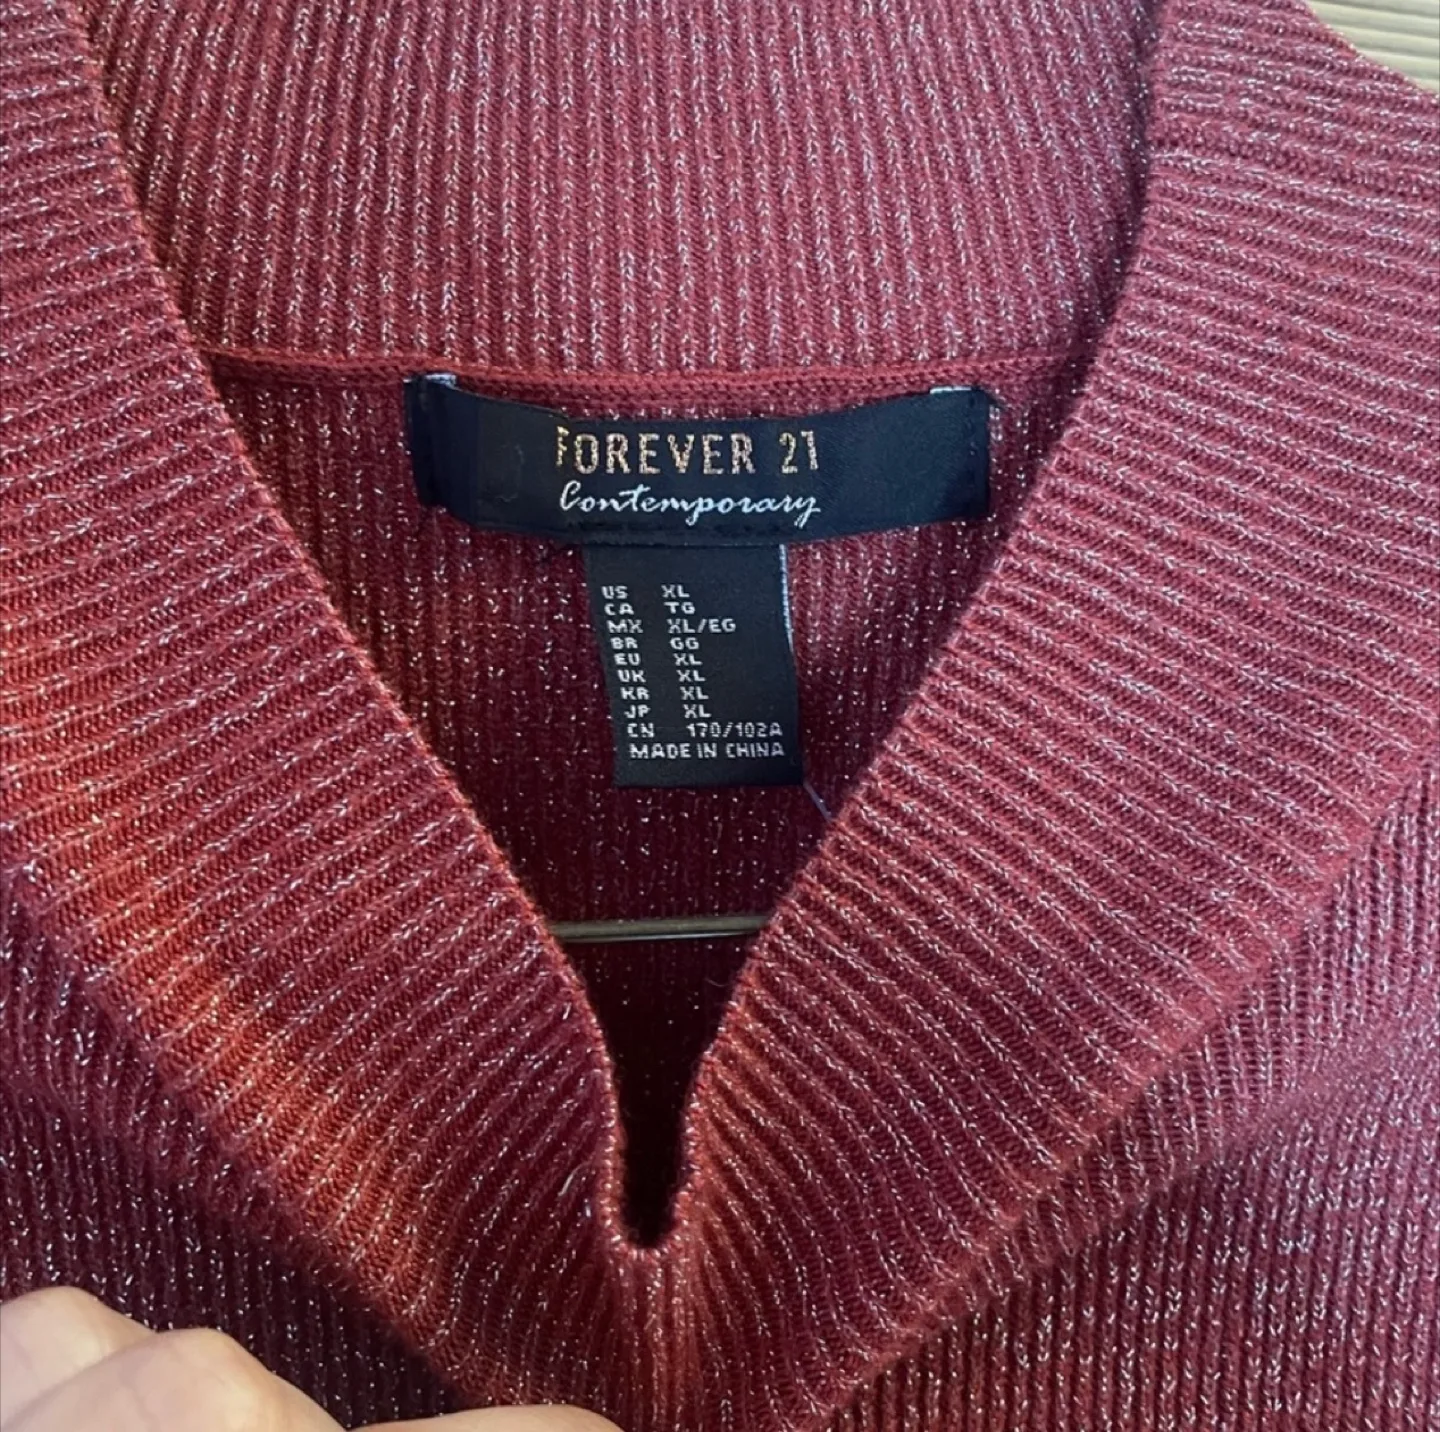 FOREVER 21
Contemporary
US XL
CA TG
MX XL/EG
BR GG
EU XL
UK XL
KR XL
JP XL
CN 170/102A
MADE IN CHINA